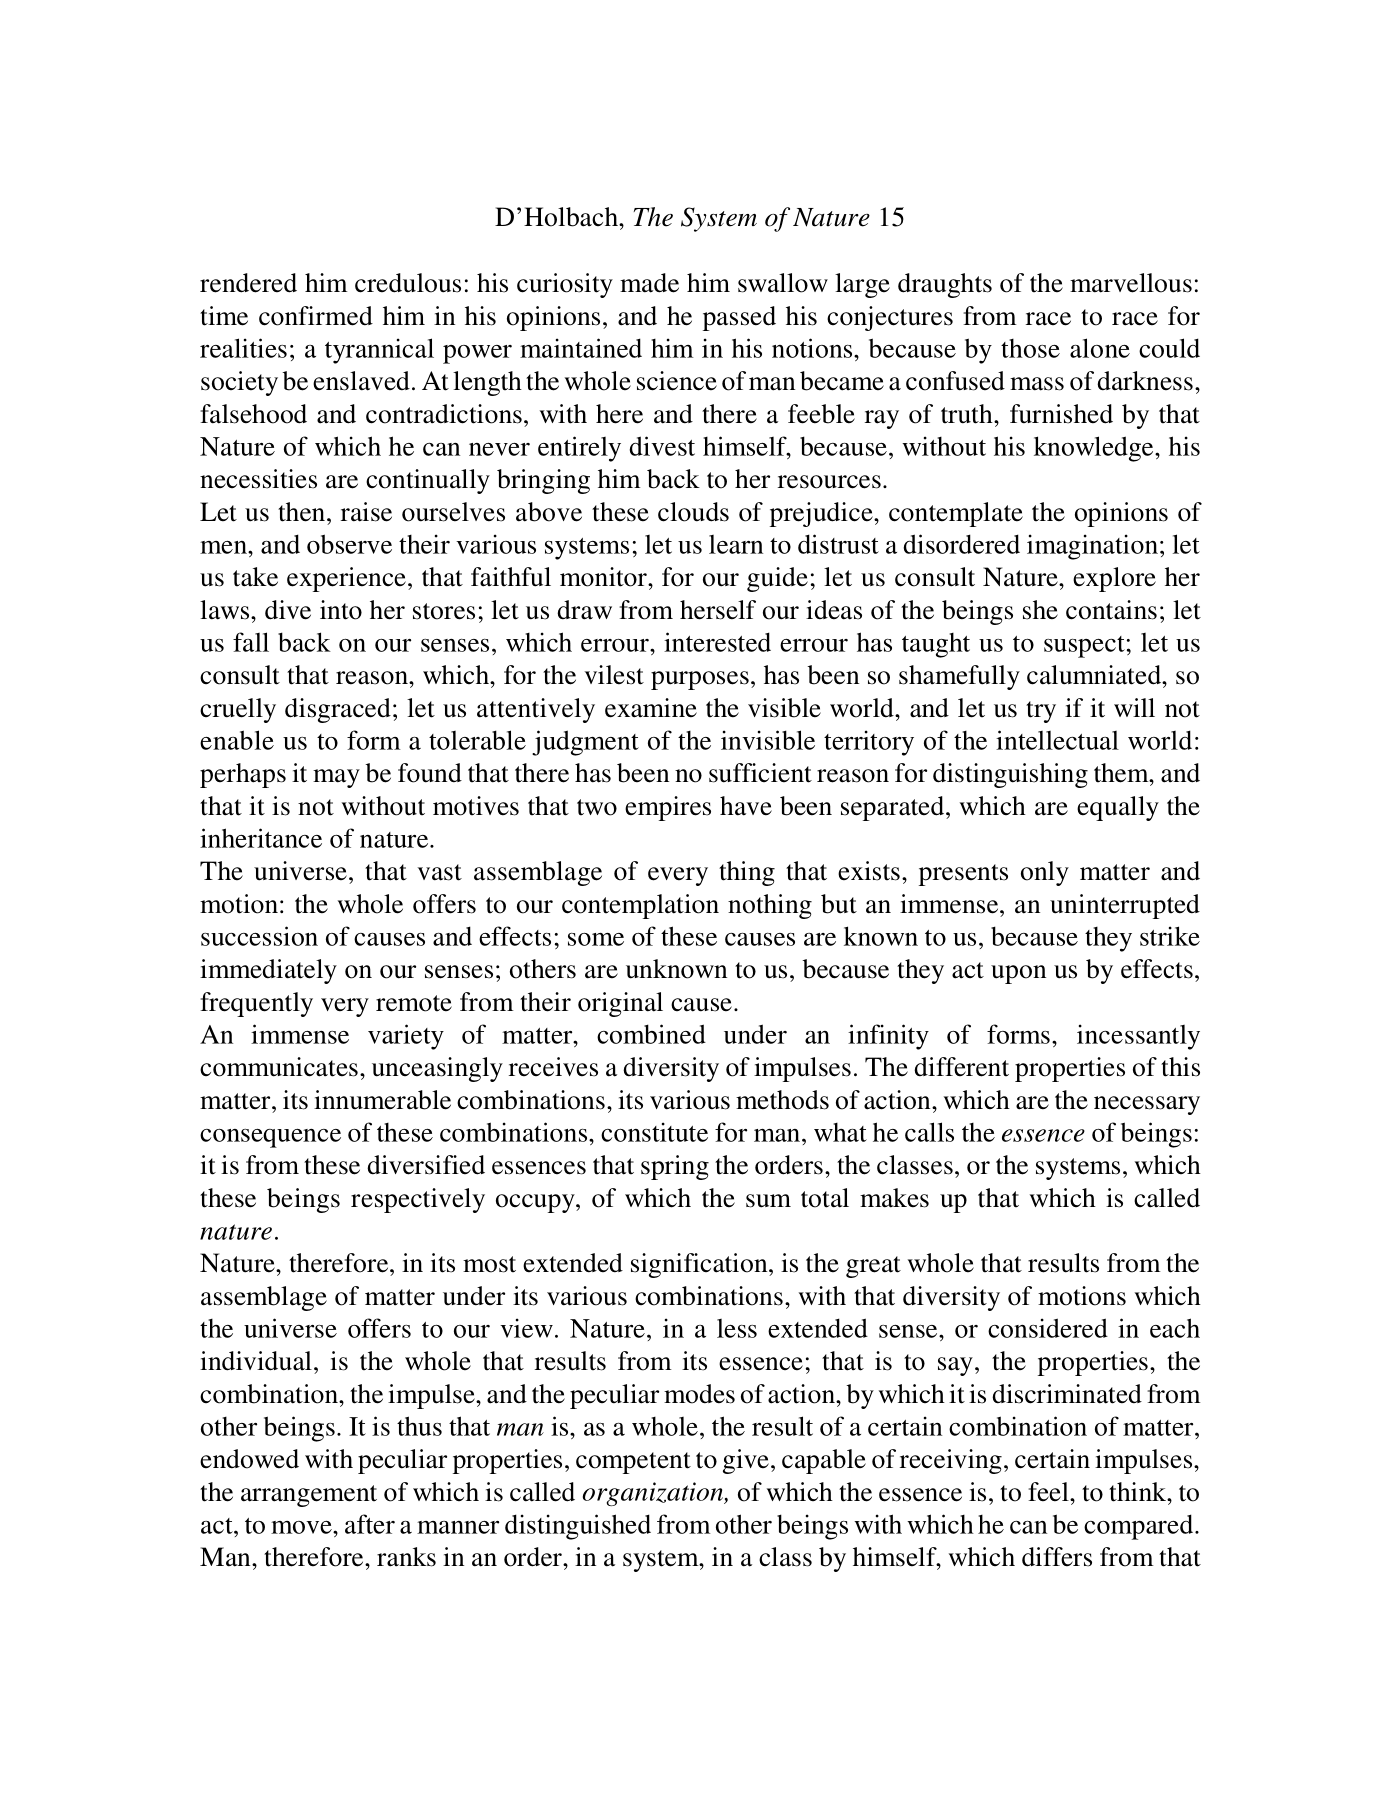 D’Holbach, The System of Nature 15
rendered him credulous: his curiosity made him swallow large draughts of the marvellous:
time confirmed him in his opinions, and he passed his conjectures from race to race for
realities; a tyrannical power maintained him in his notions, because by those alone could
society be enslaved. At length the whole science of man became a confused mass of darkness,
falsehood and contradictions, with here and there a feeble ray of truth, furnished by that
Nature of which he can never entirely divest himself, because, without his knowledge, his
necessities are continually bringing him back to her resources.
Let us then, raise ourselves above these clouds of prejudice, contemplate the opinions of
men, and observe their various systems; let us learn to distrust a disordered imagination; let
us take experience, that faithful monitor, for our guide; let us consult Nature, explore her
laws, dive into her stores; let us draw from herself our ideas of the beings she contains; let
us fall back on our senses, which errour, interested errour has taught us to suspect; let us
consult that reason, which, for the vilest purposes, has been so shamefully calumniated, so
cruelly disgraced; let us attentively examine the visible world, and let us try if it will not
enable us to form a tolerable judgment of the invisible territory of the intellectual world:
perhaps it may be found that there has been no sufficient reason for distinguishing them, and
that it is not without motives that two empires have been separated, which are equally the
inheritance of nature.
The universe, that vast assemblage of every thing that exists, presents only matter and
motion: the whole offers to our contemplation nothing but an immense, an uninterrupted
succession of causes and effects; some of these causes are known to us, because they strike
immediately on our senses; others are unknown to us, because they act upon us by effects,
frequently very remote from their original cause.
An immense variety of matter, combined under an infinity of forms, incessantly
communicates, unceasingly receives a diversity of impulses. The different properties of this
matter, its innumerable combinations, its various methods of action, which are the necessary
consequence of these combinations, constitute for man, what he calls the essence of beings:
it is from these diversified essences that spring the orders, the classes, or the systems, which
these beings respectively occupy, of which the sum total makes up that which is called
nature.
Nature, therefore, in its most extended signification, is the great whole that results from the
assemblage of matter under its various combinations, with that diversity of motions which
the universe offers to our view. Nature, in a less extended sense, or considered in each
individual, is the whole that results from its essence; that is to say, the properties, the
combination, the impulse, and the peculiar modes of action, by which it is discriminated from
other beings. It is thus that man is, as a whole, the result of a certain combination of matter,
endowed with peculiar properties, competent to give, capable of receiving, certain impulses,
the arrangement of which is called organization, of which the essence is, to feel, to think, to
act, to move, after a manner distinguished from other beings with which he can be compared.
Man, therefore, ranks in an order, in a system, in a class by himself, which differs from that